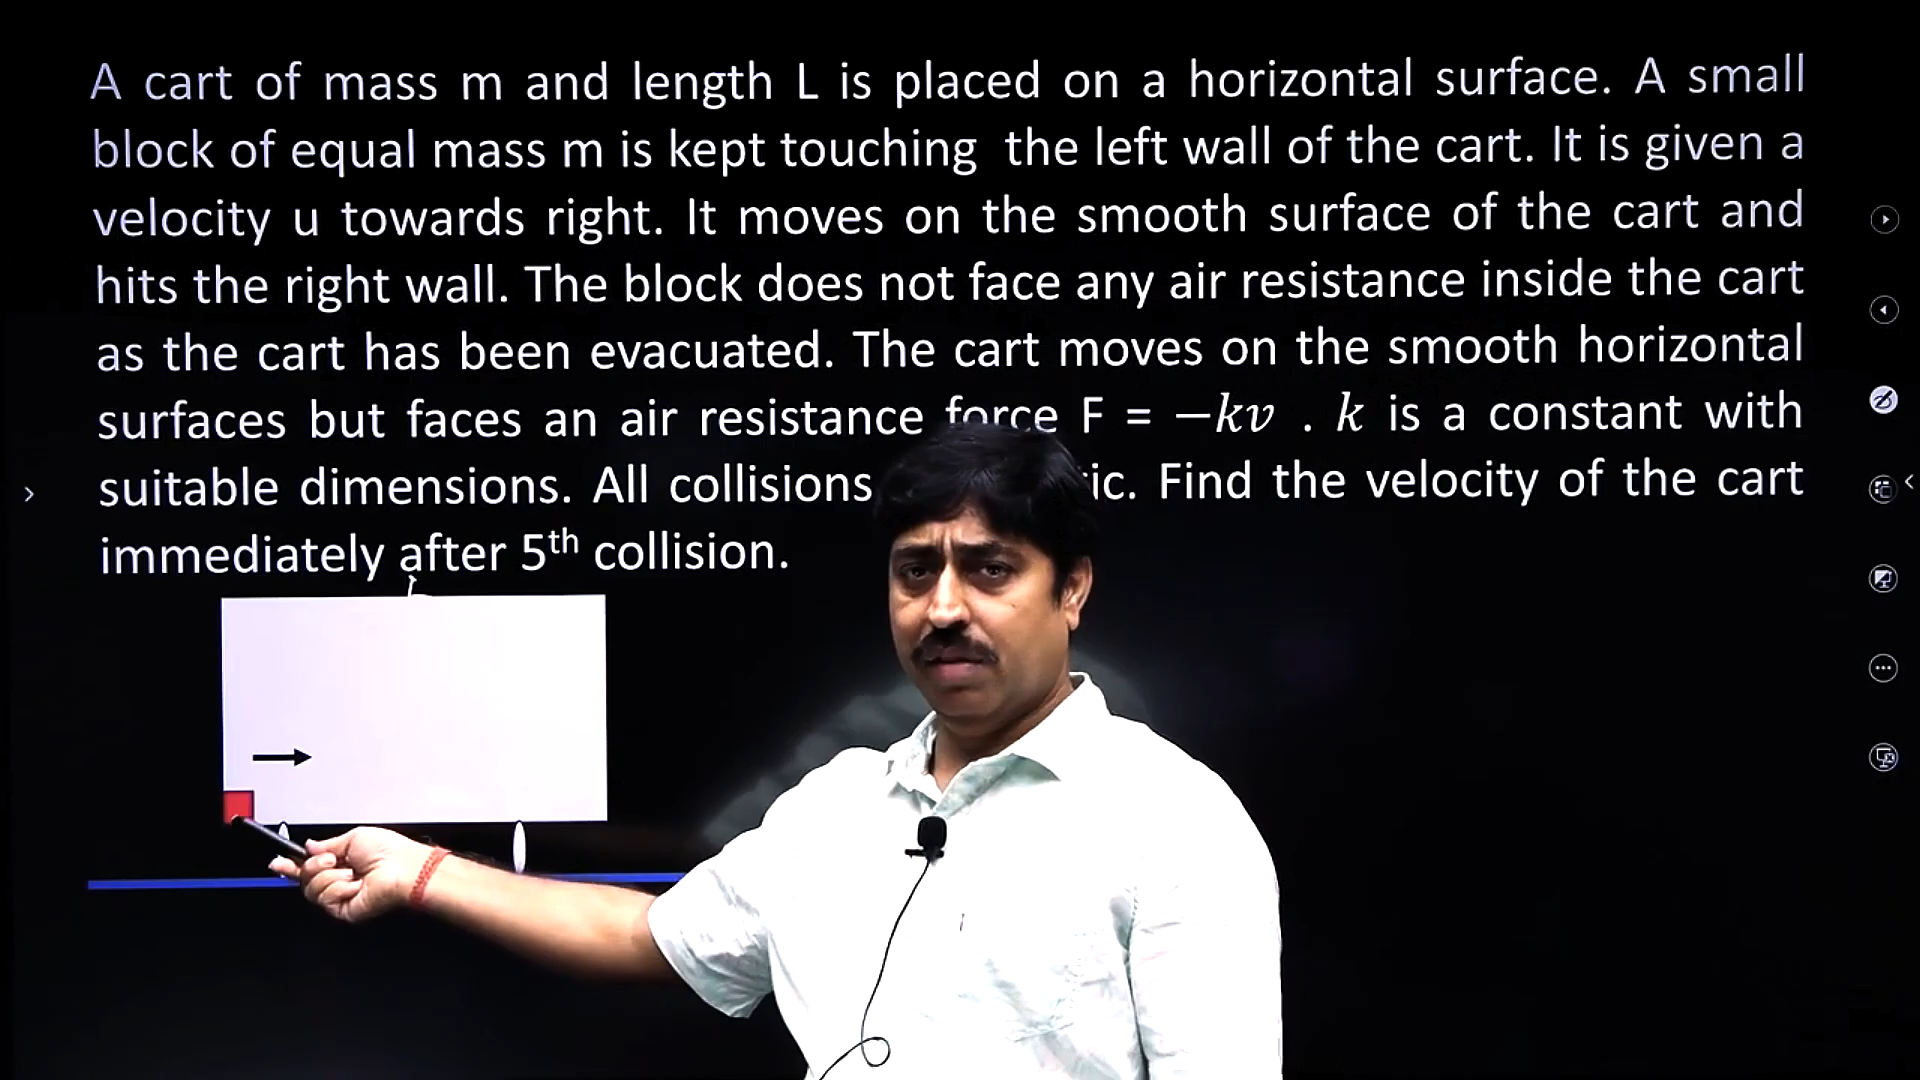 A cart of mass m and length L is placed on a horizontal surface. A small
block of equal mass m is kept touching the left wall of the cart. It is given a
velocity u towards right. It moves on the smooth surface of the cart and
hits the right wall. The block does not face any air resistance inside the cart
as the cart has been evacuated. The cart moves on the smooth horizontal
surfaces but faces an air resistance force F = −kv . k is a constant with
suitable dimensions. All collisions ic. Find the velocity of the cart
immediately after 5th collision.